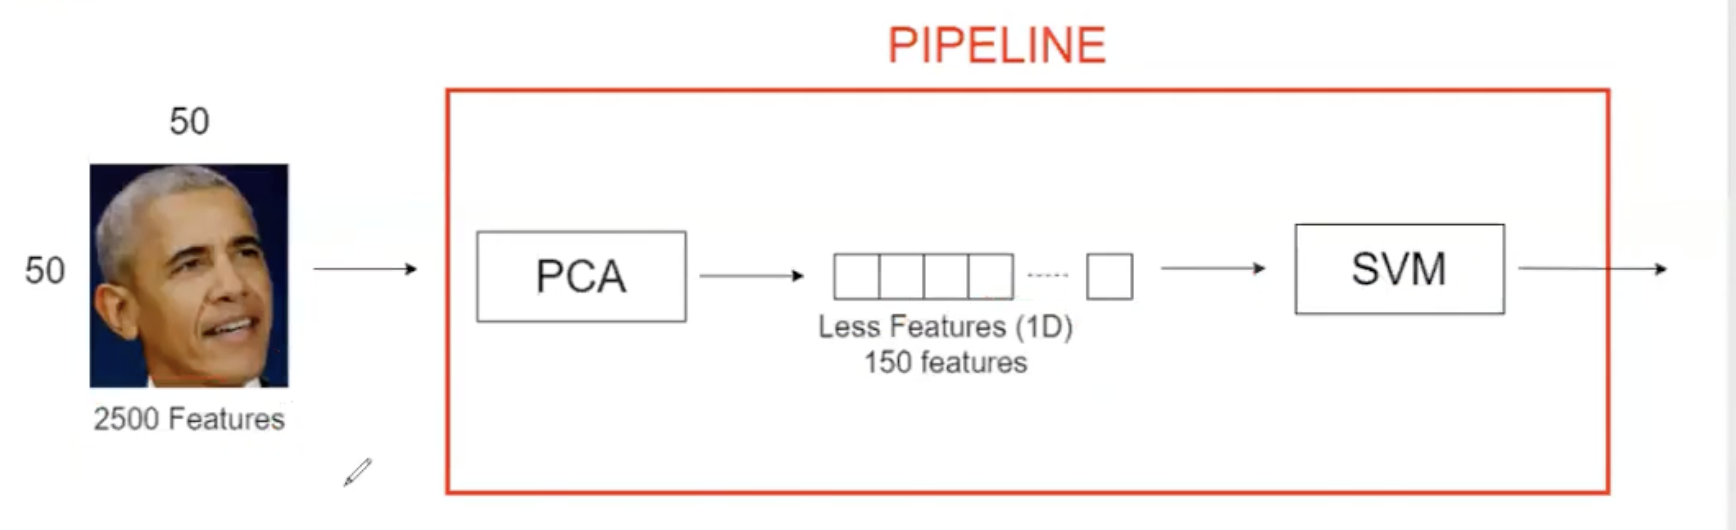 PIPELINE
50
50
2500 Features
PCA
Less Features (1D)
150 features
SVM